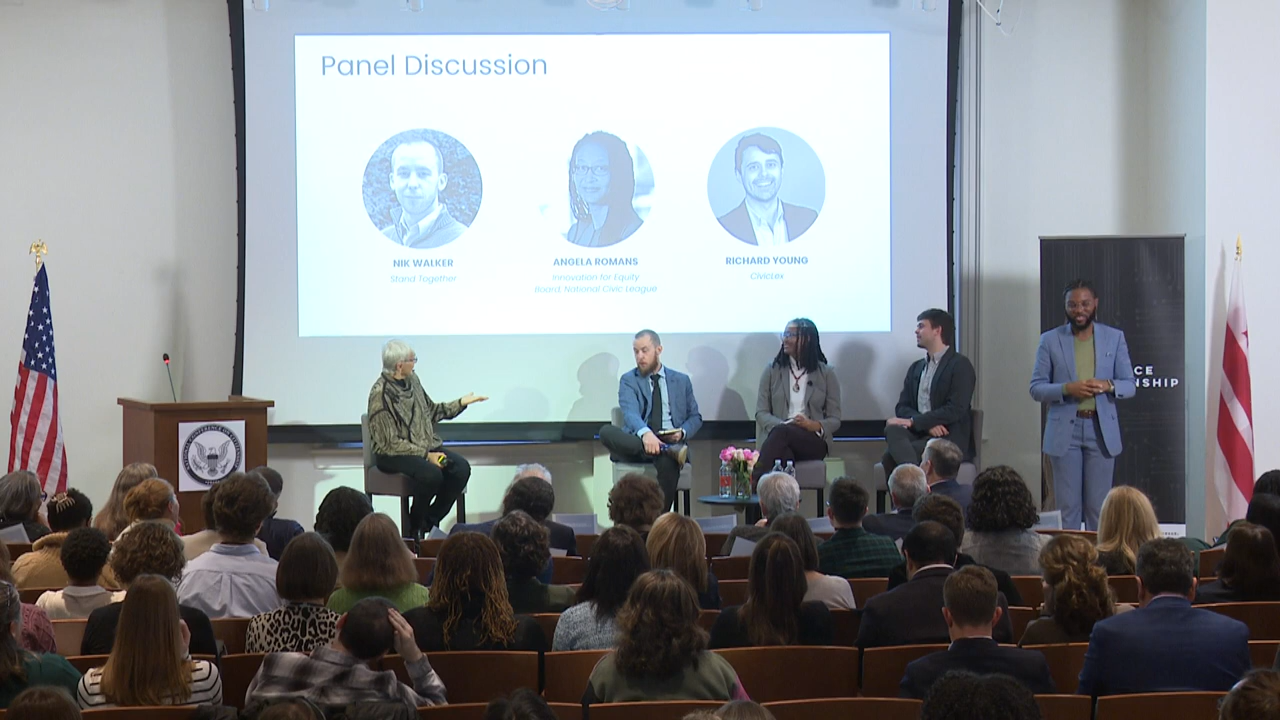 Panel Discussion
NIK WALKER
Stand Together
ANGELA ROMANS
Innovation for Equity
Board, National Civic League
RICHARD YOUNG
CivicLex
CE
NSHIP